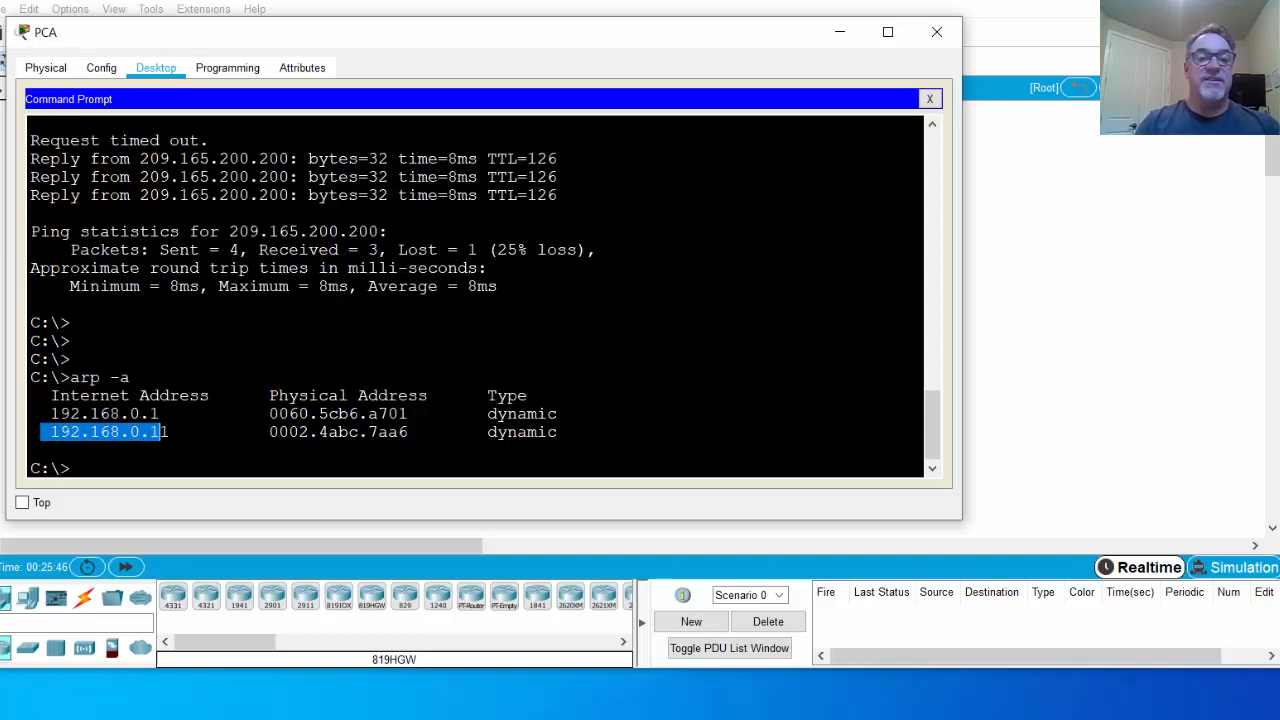 Edit Options View Tools Extensions Help
PCA
Physical Config Desktop Programming Attributes
[Root]
Command Prompt X
Request timed out.
Reply from 209.165.200.200: bytes=32 time=8ms TTL=126
Reply from 209.165.200.200: bytes=32 time=8ms TTL=126
Reply from 209.165.200.200: bytes=32 time=8ms TTL=126
Ping statistics for 209.165.200.200:
Packets: Sent = 4, Received = 3, Lost = 1 (25% loss),
Approximate round trip times in milli-seconds:
Minimum = 8ms, Maximum = 8ms, Average = 8ms
C:\>
C:\>
C:\>
C:\>arp -a
Internet Address Physical Address Type
192.168.0.1 0060.5cb6.a701 dynamic
192.168.0.11 0002.4abc.7aa6 dynamic
C:\>
Top
Time: 00:25:46 Realtime Simulation
4331 4321 1941 2901 2911 819IOX 819HGW 829 1240 PT-Router PT-Empty 1841 2620XM 2621XM
Scenario 0
New Delete
Toggle PDU List Window
Fire Last Status Source Destination Type Color Time(sec) Periodic Num Edit
819HGW